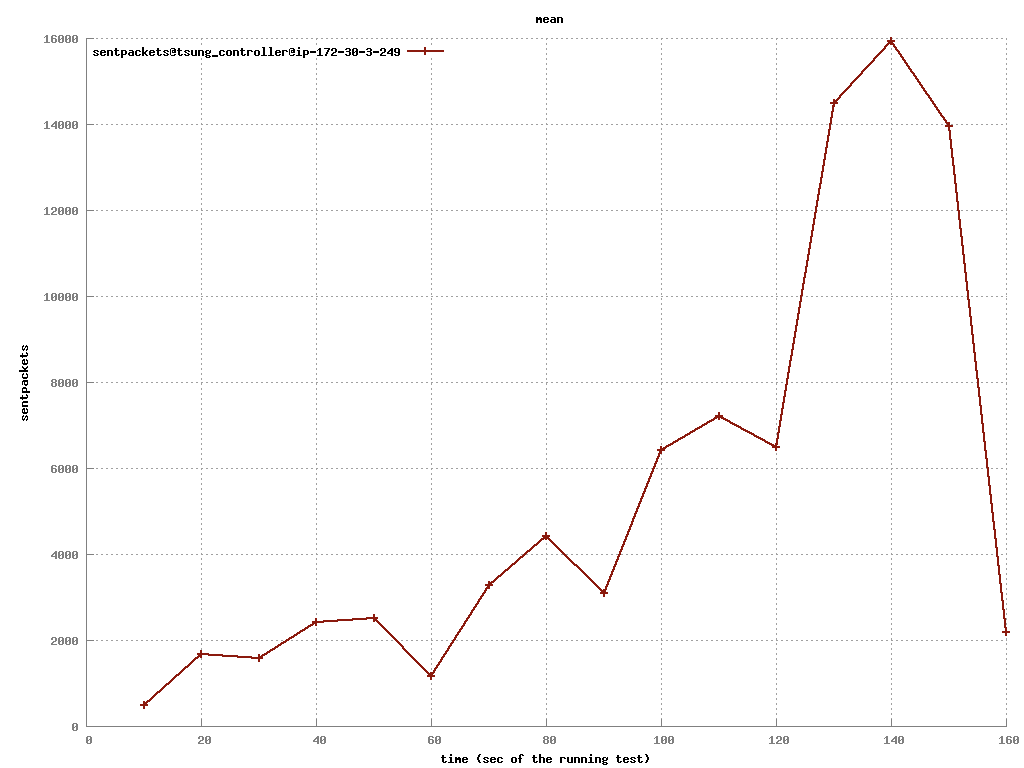 mean
sentpackets@tsung_controller@ip-172-30-3-249
16000
14000
12000
10000
8000
6000
4000
2000
0
sentpackets
0 20 40 60 80 100 120 140 160
time (sec of the running test)